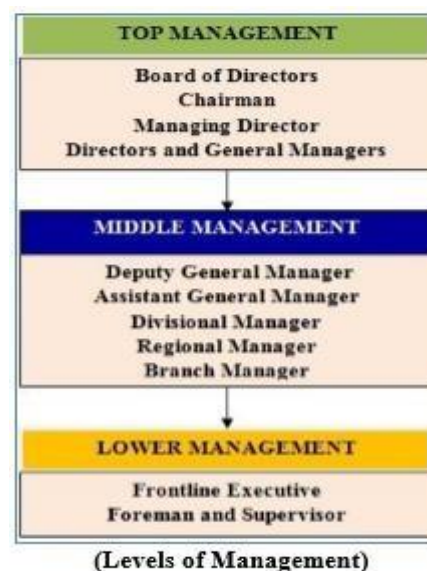 TOP MANAGEMENT
Board of Directors
Chairman
Managing Director
Directors and General Managers
MIDDLE MANAGEMENT
Deputy General Manager
Assistant General Manager
Divisional Manager
Regional Manager
Branch Manager
LOWER MANAGEMENT
Frontline Executive
Foreman and Supervisor
(Levels of Management)